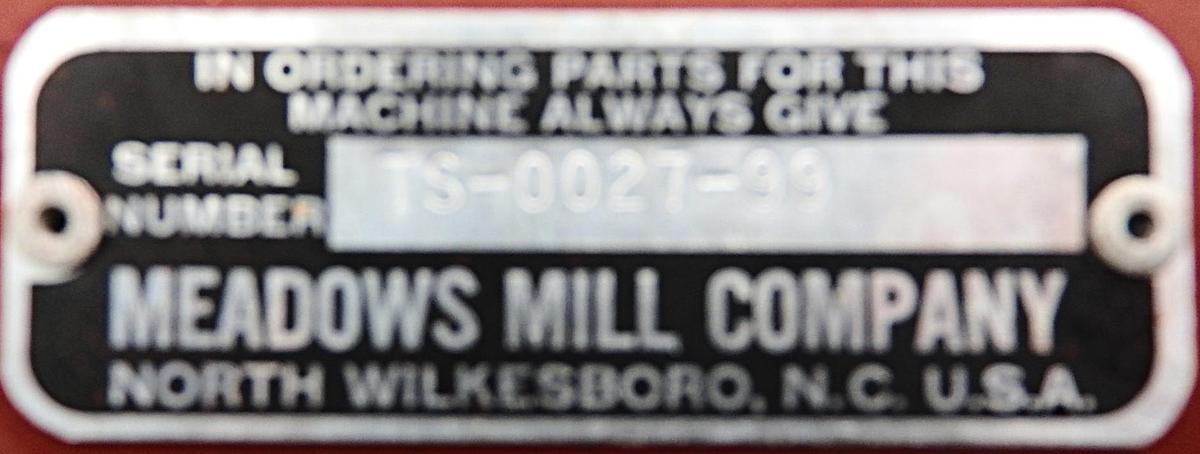 IN ORDERING PARTS FOR THIS
MACHINE ALWAYS GIVE
SERIAL
NUMBER
TS-0027-99
MEADOWS MILL COMPANY
NORTH WILKESBORO, N.C. U.S.A.